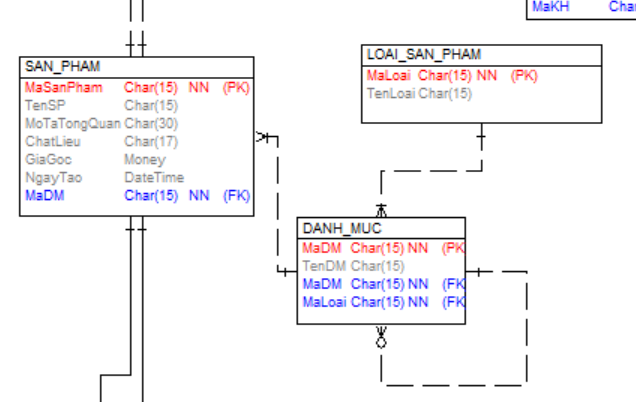 MaKH Char
SAN_PHAM
MaSanPham Char(15) NN (PK)
TenSP Char(15)
MoTaTongQuan Char(30)
ChatLieu Char(17)
GiaGoc Money
NgayTao DateTime
MaDM Char(15) NN (FK)
LOAI_SAN_PHAM
MaLoai Char(15) NN (PK)
TenLoai Char(15)
DANH_MUC
MaDM Char(15) NN (PK
TenDM Char(15)
MaDM Char(15) NN (FK
MaLoai Char(15) NN (FK